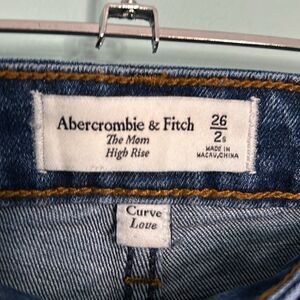 Abercrombie & Fitch
The Mom
High Rise
26
2s
MADE IN
MACAU,CHINA
Curve
Love